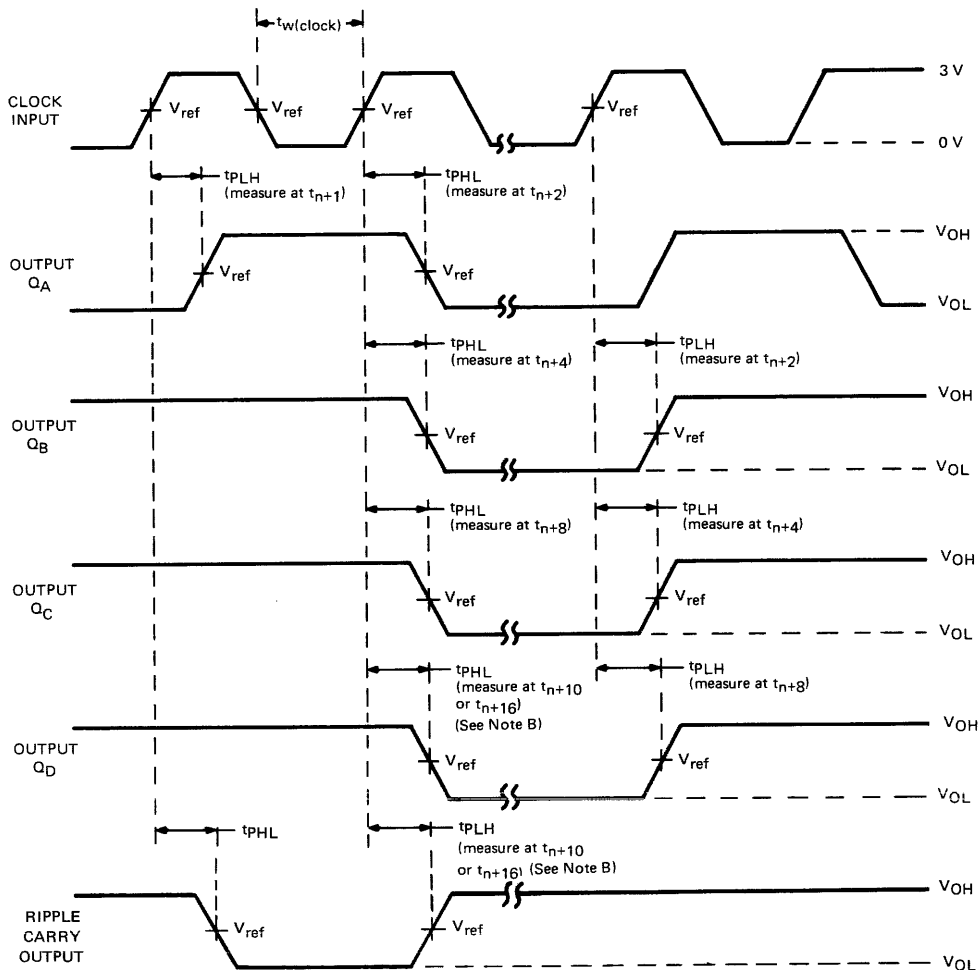 tw(clock)
3 V
CLOCK
INPUT
Vref
Vref
Vref
Vref
0 V
tPLH
(measure at tn+1)
tPHL
(measure at tn+2)
VOH
OUTPUT
QA
Vref
Vref
VOL
tPHL
(measure at tn+4)
tPLH
(measure at tn+2)
VOH
OUTPUT
QB
Vref
Vref
VOL
tPHL
(measure at tn+8)
tPLH
(measure at tn+4)
VOH
OUTPUT
QC
Vref
Vref
VOL
tPHL
(measure at tn+10
or tn+16)
(See Note B)
tPLH
(measure at tn+8)
VOH
OUTPUT
QD
Vref
Vref
VOL
tPHL
tPLH
(measure at tn+10
or tn+16) (See Note B)
VOH
RIPPLE
CARRY
OUTPUT
Vref
Vref
VOL